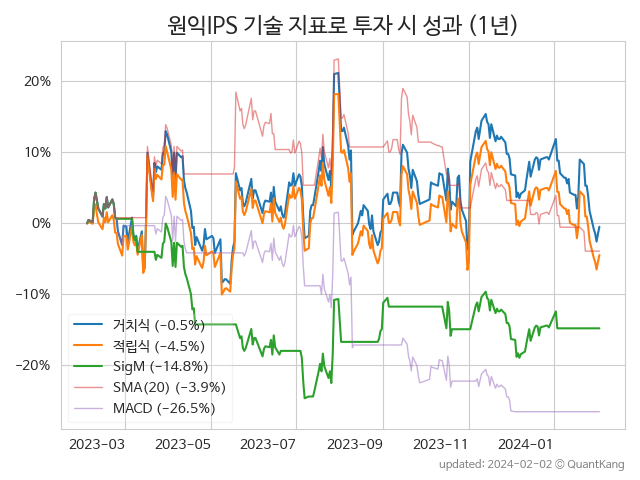 원익IPS 기술 지표로 투자 시 성과 (1년)
20%
10%
0%
−10%
−20%
거치식 (−0.5%)
적립식 (−4.5%)
SigM (−14.8%)
SMA(20) (−3.9%)
MACD (−26.5%)
2023−03 2023−05 2023−07 2023−09 2023−11 2024−01
updated: 2024−02−02 © QuantKang